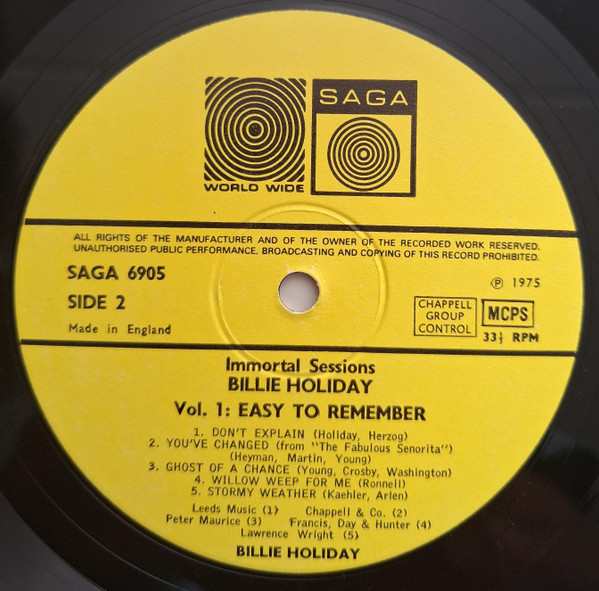 WORLD WIDE
SAGA
ALL RIGHTS OF THE MANUFACTURER AND OF THE OWNER OF THE RECORDED WORK RESERVED.
UNAUTHORISED PUBLIC PERFORMANCE, BROADCASTING AND COPYING OF THIS RECORD PROHIBITED.
SAGA 6905
℗ 1975
SIDE 2
CHAPPELL
GROUP
CONTROL
MCPS
Made in England
33⅓ RPM
Immortal Sessions
BILLIE HOLIDAY
Vol. 1: EASY TO REMEMBER
1. DON'T EXPLAIN (Holiday, Herzog)
2. YOU'VE CHANGED (from "The Fabulous Senorita")
(Heyman, Martin, Young)
3. GHOST OF A CHANCE (Young, Crosby, Washington)
4. WILLOW WEEP FOR ME (Ronnell)
5. STORMY WEATHER (Kaehler, Arlen)
Leeds Music (1) Chappell & Co. (2)
Peter Maurice (3) Francis, Day & Hunter (4)
Lawrence Wright (5)
BILLIE HOLIDAY